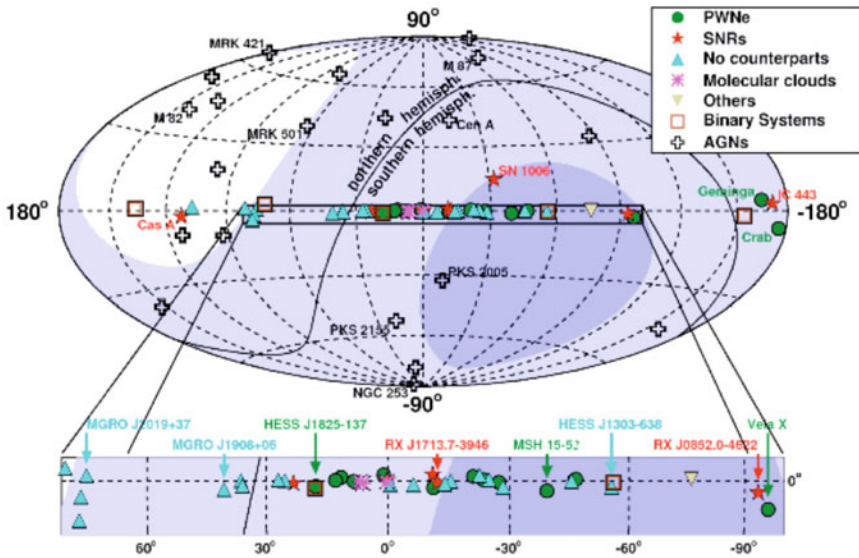 90°
PWNe
SNRs
No counterparts
Molecular clouds
Others
Binary Systems
AGNs
MRK 421
M 87
M 82
MRK 501
northern hemisph.
southern hemisph.
Cen A
SN 1006
Geminga
IC 443
180°
-180°
Cas A
Crab
PKS 2005
PKS 2155
NGC 253
-90°
MGRO J2019+37
HESS J1825-137
HESS J1303-638
Vela X
MGRO J1908+06
RX J1713.7-3946
MSH 15-52
RX J0852.0-4622
0°
60° 30° 0° -30° -60° -90°